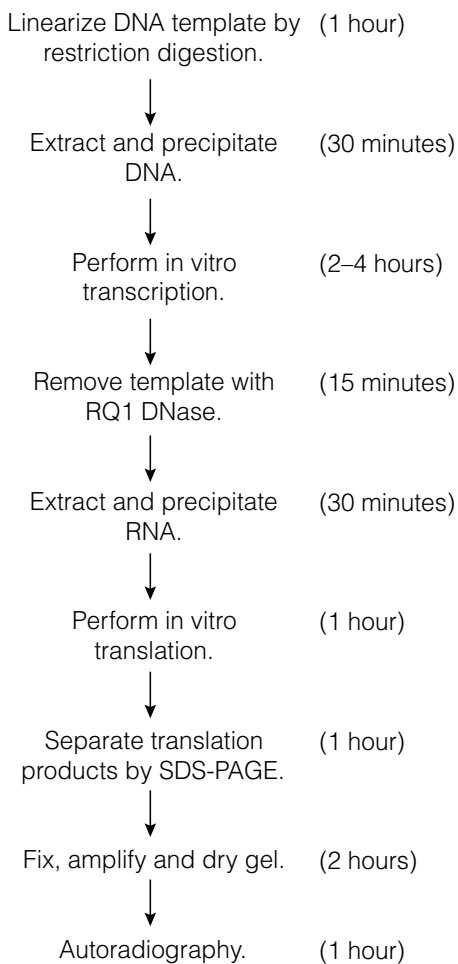 Linearize DNA template by (1 hour)
restriction digestion.
Extract and precipitate (30 minutes)
DNA.
Perform in vitro (2–4 hours)
transcription.
Remove template with (15 minutes)
RQ1 DNase.
Extract and precipitate (30 minutes)
RNA.
Perform in vitro (1 hour)
translation.
Separate translation (1 hour)
products by SDS-PAGE.
Fix, amplify and dry gel. (2 hours)
Autoradiography. (1 hour)